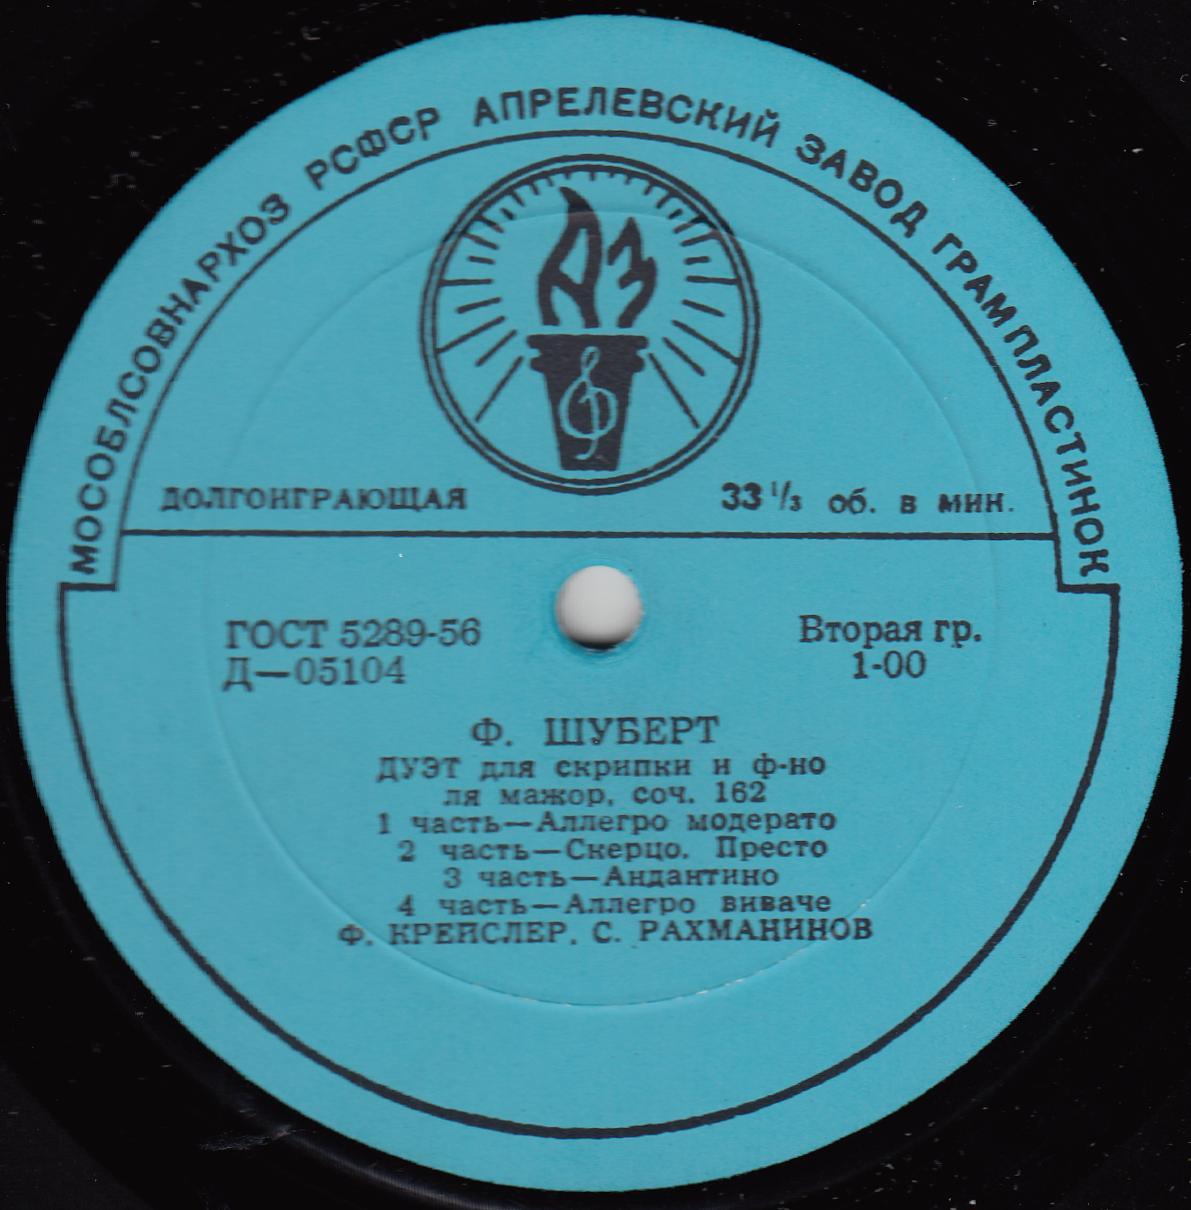 МОСОБЛСОВНАРХОЗ РСФСР АПРЕЛЕВСКИЙ ЗАВОД ГРАМПЛАСТИНОК
АЗ
ДОЛГОИГРАЮЩАЯ
33 1/3 об. в мин.
ГОСТ 5289-56
Д—05104
Вторая гр.
1-00
Ф. ШУБЕРТ
ДУЭТ для скрипки и ф-но
ля мажор, соч. 162
1 часть—Аллегро модерато
2 часть—Скерцо. Престо
3 часть—Андантино
4 часть—Аллегро виваче
Ф. КРЕЙСЛЕР, С. РАХМАНИНОВ